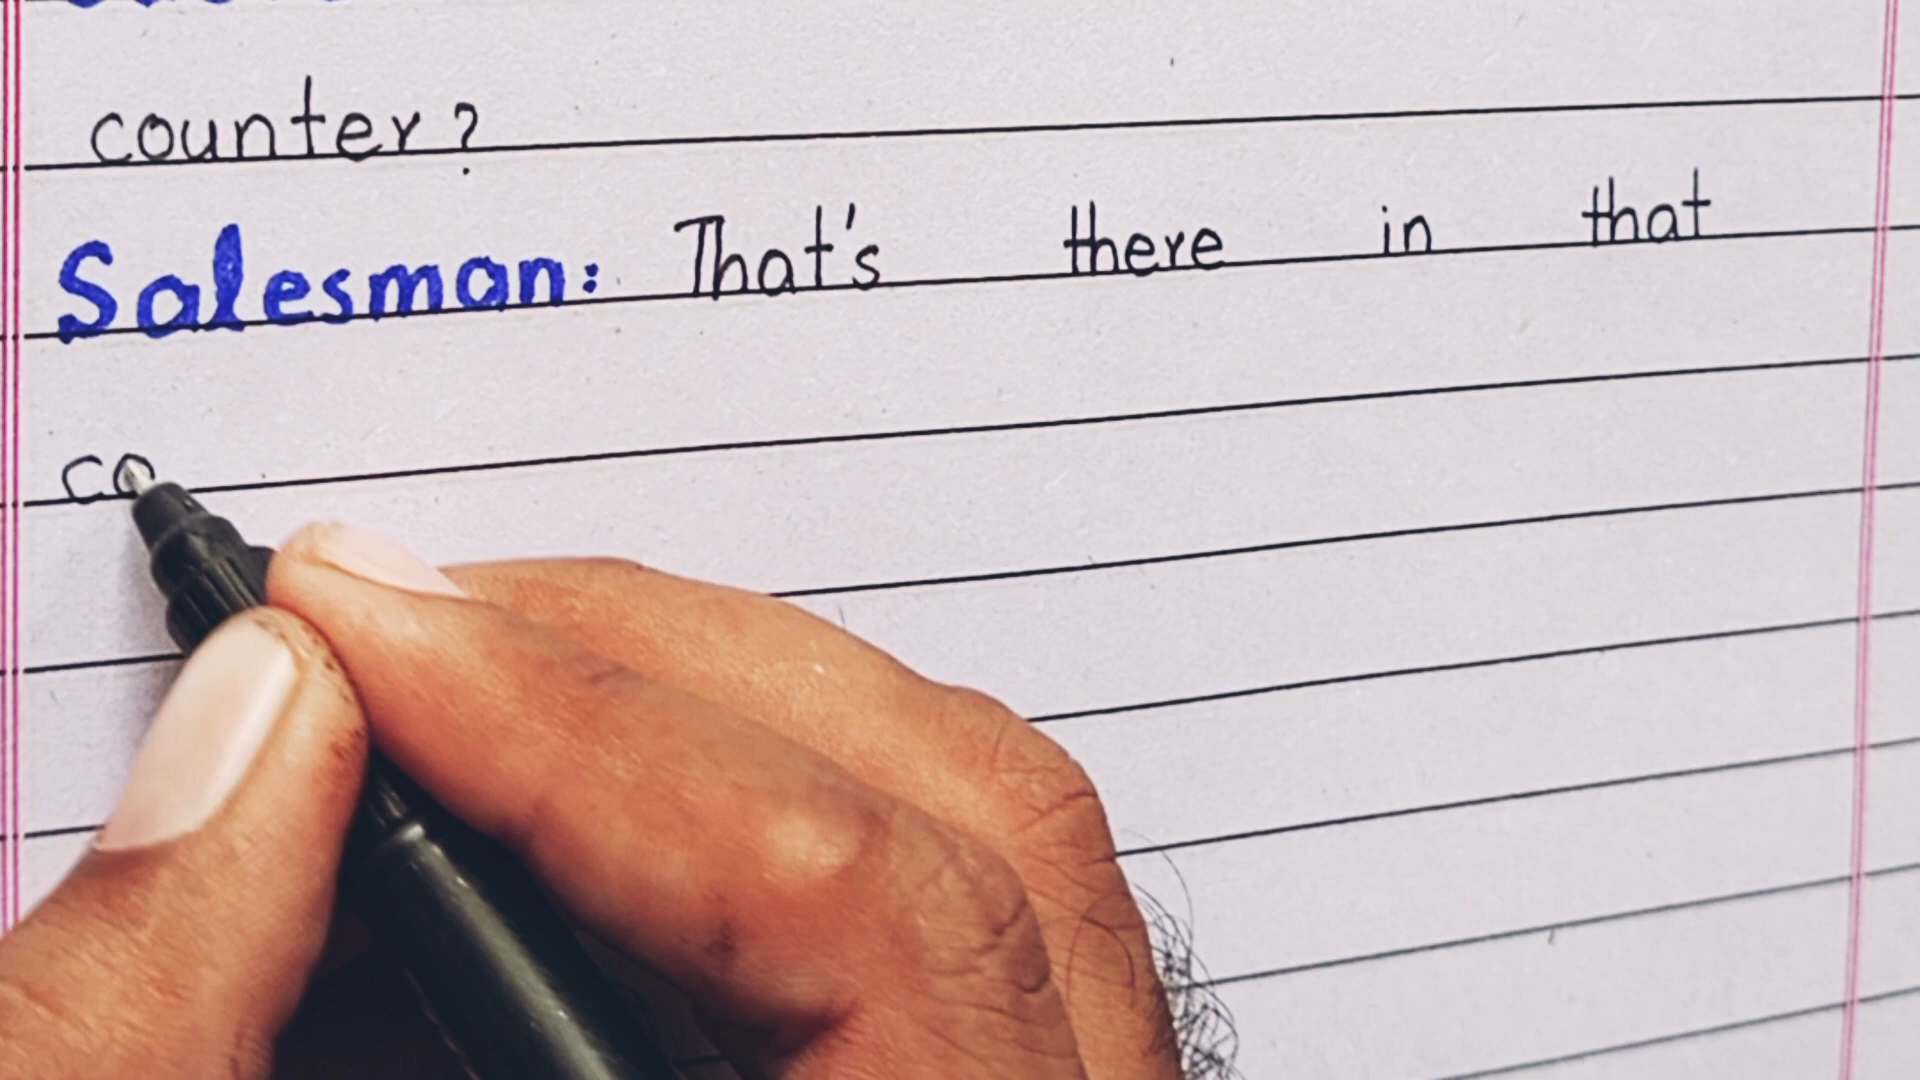 counter?
Salesman: That's there in that
co